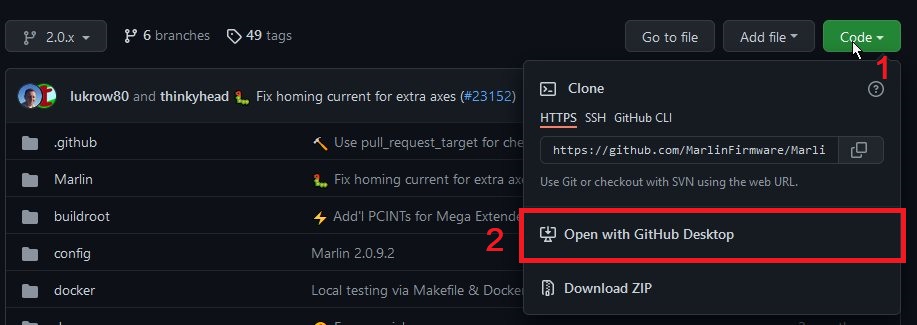 2.0.x 6 branches 49 tags Go to file Add file Code
1
lukrow80 and thinkyhead Fix homing current for extra axes (#23152)
Clone
HTTPS SSH GitHub CLI
.github Use pull_request_target for che
https://github.com/MarlinFirmware/Marli
Marlin Fix homing current for extra axe
Use Git or checkout with SVN using the web URL.
buildroot Add'l PCINTs for Mega Extende
2
Open with GitHub Desktop
config Marlin 2.0.9.2
docker Local testing via Makefile & Docker
Download ZIP